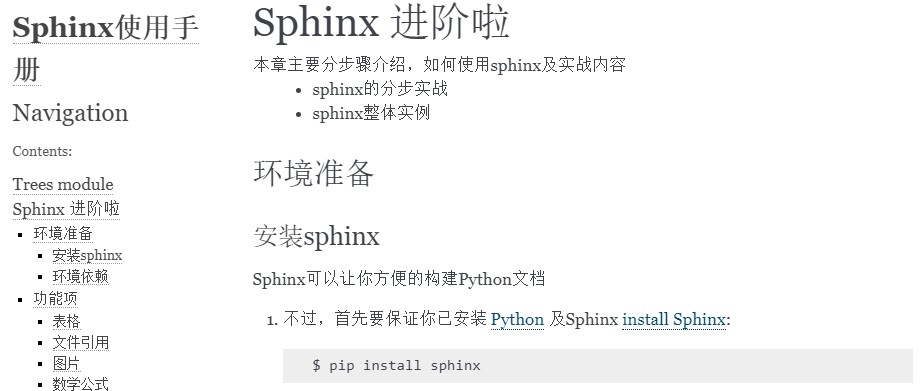 Sphinx使用手
册
Navigation
Contents:
Trees module
Sphinx 进阶啦
环境准备
安装sphinx
环境依赖
功能项
表格
文件引用
图片
数学公式
Sphinx 进阶啦
本章主要分步骤介绍，如何使用sphinx及实战内容
sphinx的分步实战
sphinx整体实例
环境准备
安装sphinx
Sphinx可以让你方便的构建Python文档
1. 不过，首先要保证你已安装 Python 及Sphinx install Sphinx:
$ pip install sphinx